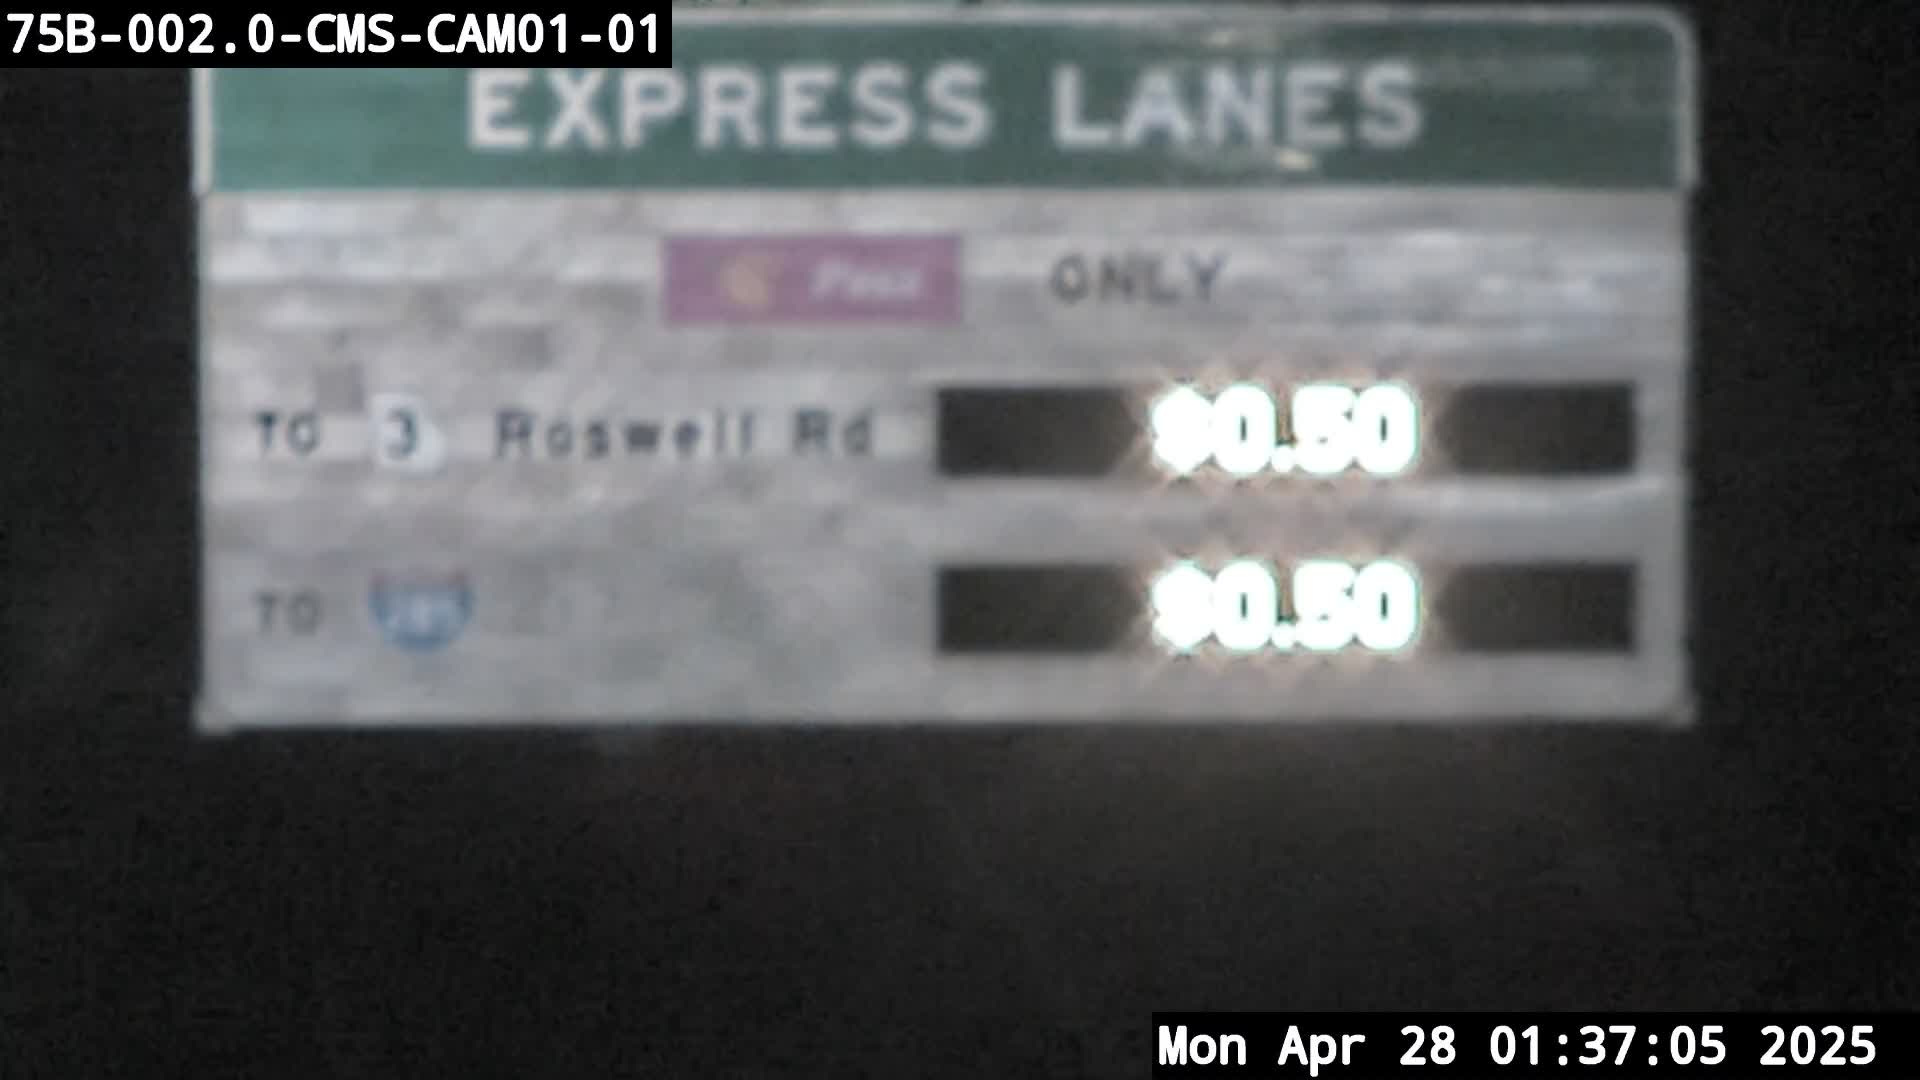 75B-002.0-CMS-CAM01-01
EXPRESS LANES
Pass ONLY
TO 3 Roswell Rd $0.50
TO 285 $0.50
Mon Apr 28 01:37:05 2025